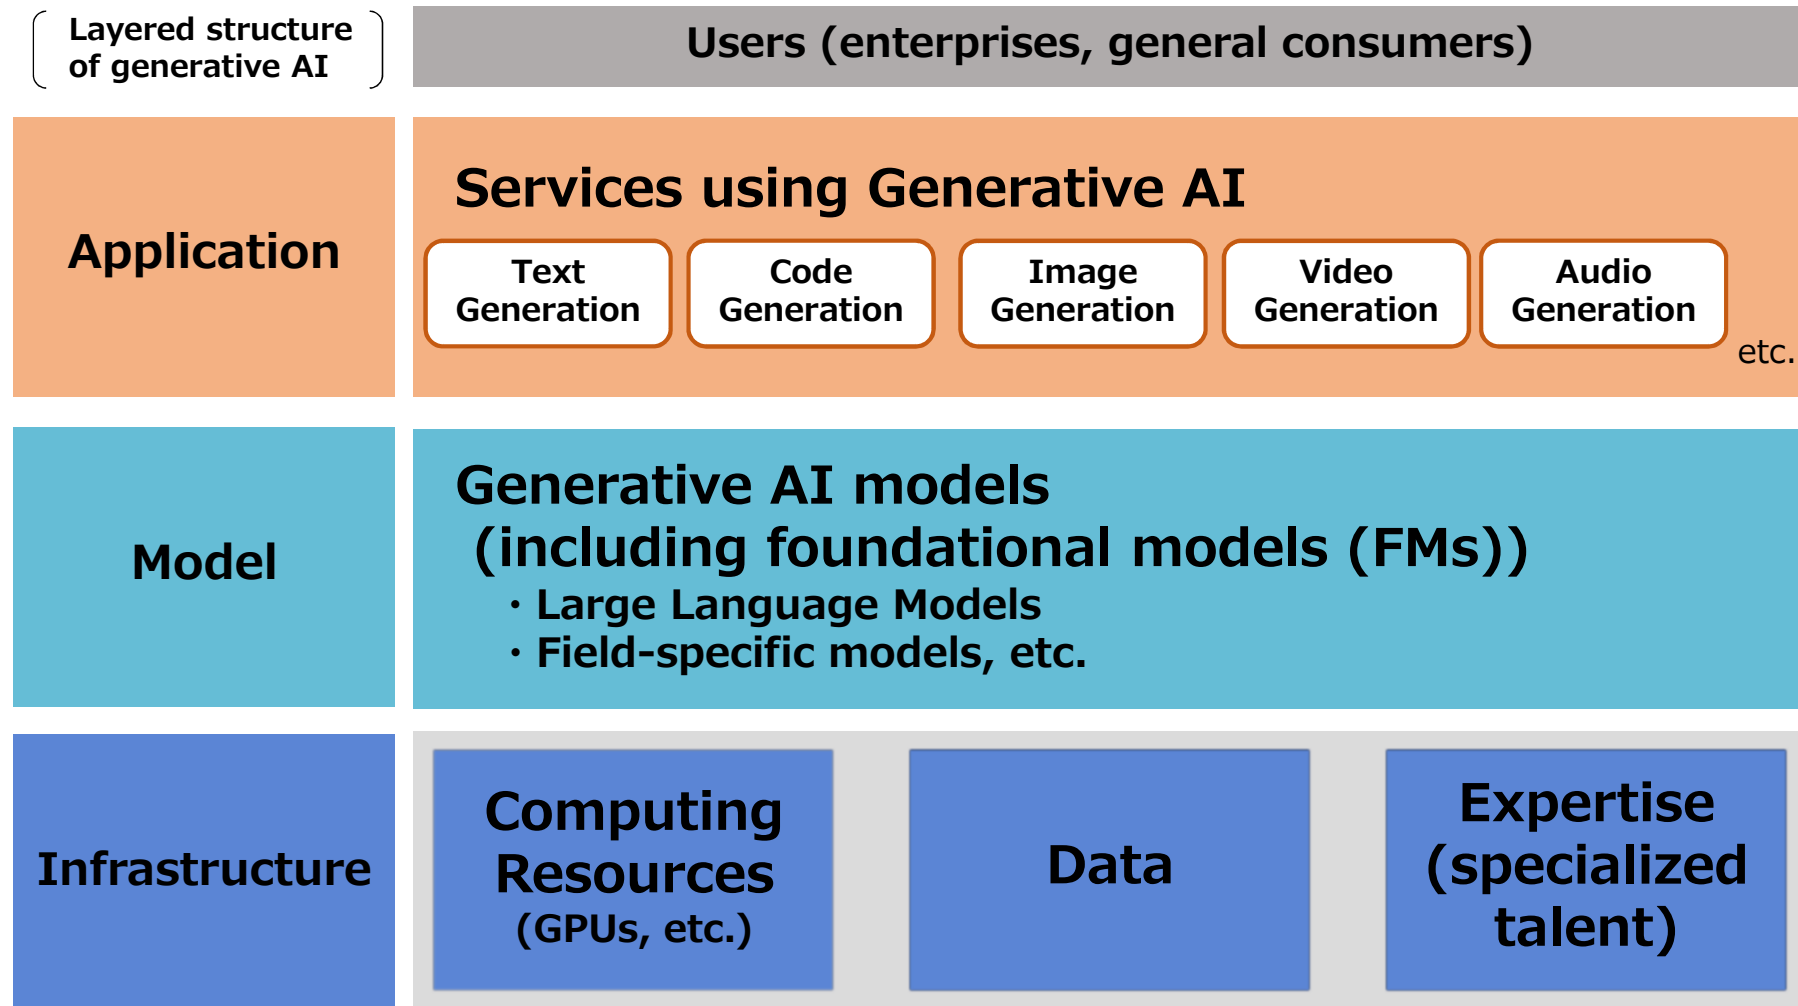 Layered structure
of generative AI
Users (enterprises, general consumers)
Application
Services using Generative AI
Text
Generation
Code
Generation
Image
Generation
Video
Generation
Audio
Generation
etc.
Model
Generative AI models
(including foundational models (FMs))
・Large Language Models
・Field-specific models, etc.
Infrastructure
Computing
Resources
(GPUs, etc.)
Data
Expertise
(specialized
talent)